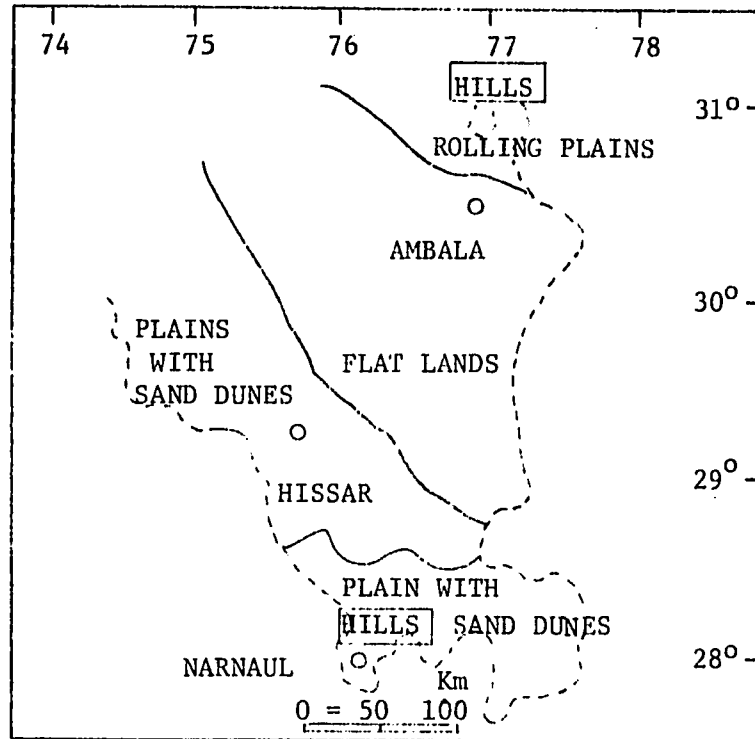 74 75 76 77 78
HILLS
31°
ROLLING PLAINS
AMBALA
30°
PLAINS
WITH
SAND DUNES
FLAT LANDS
29°
HISSAR
PLAIN WITH
HILLS SAND DUNES
NARNAUL
28°
Km
0 = 50 100